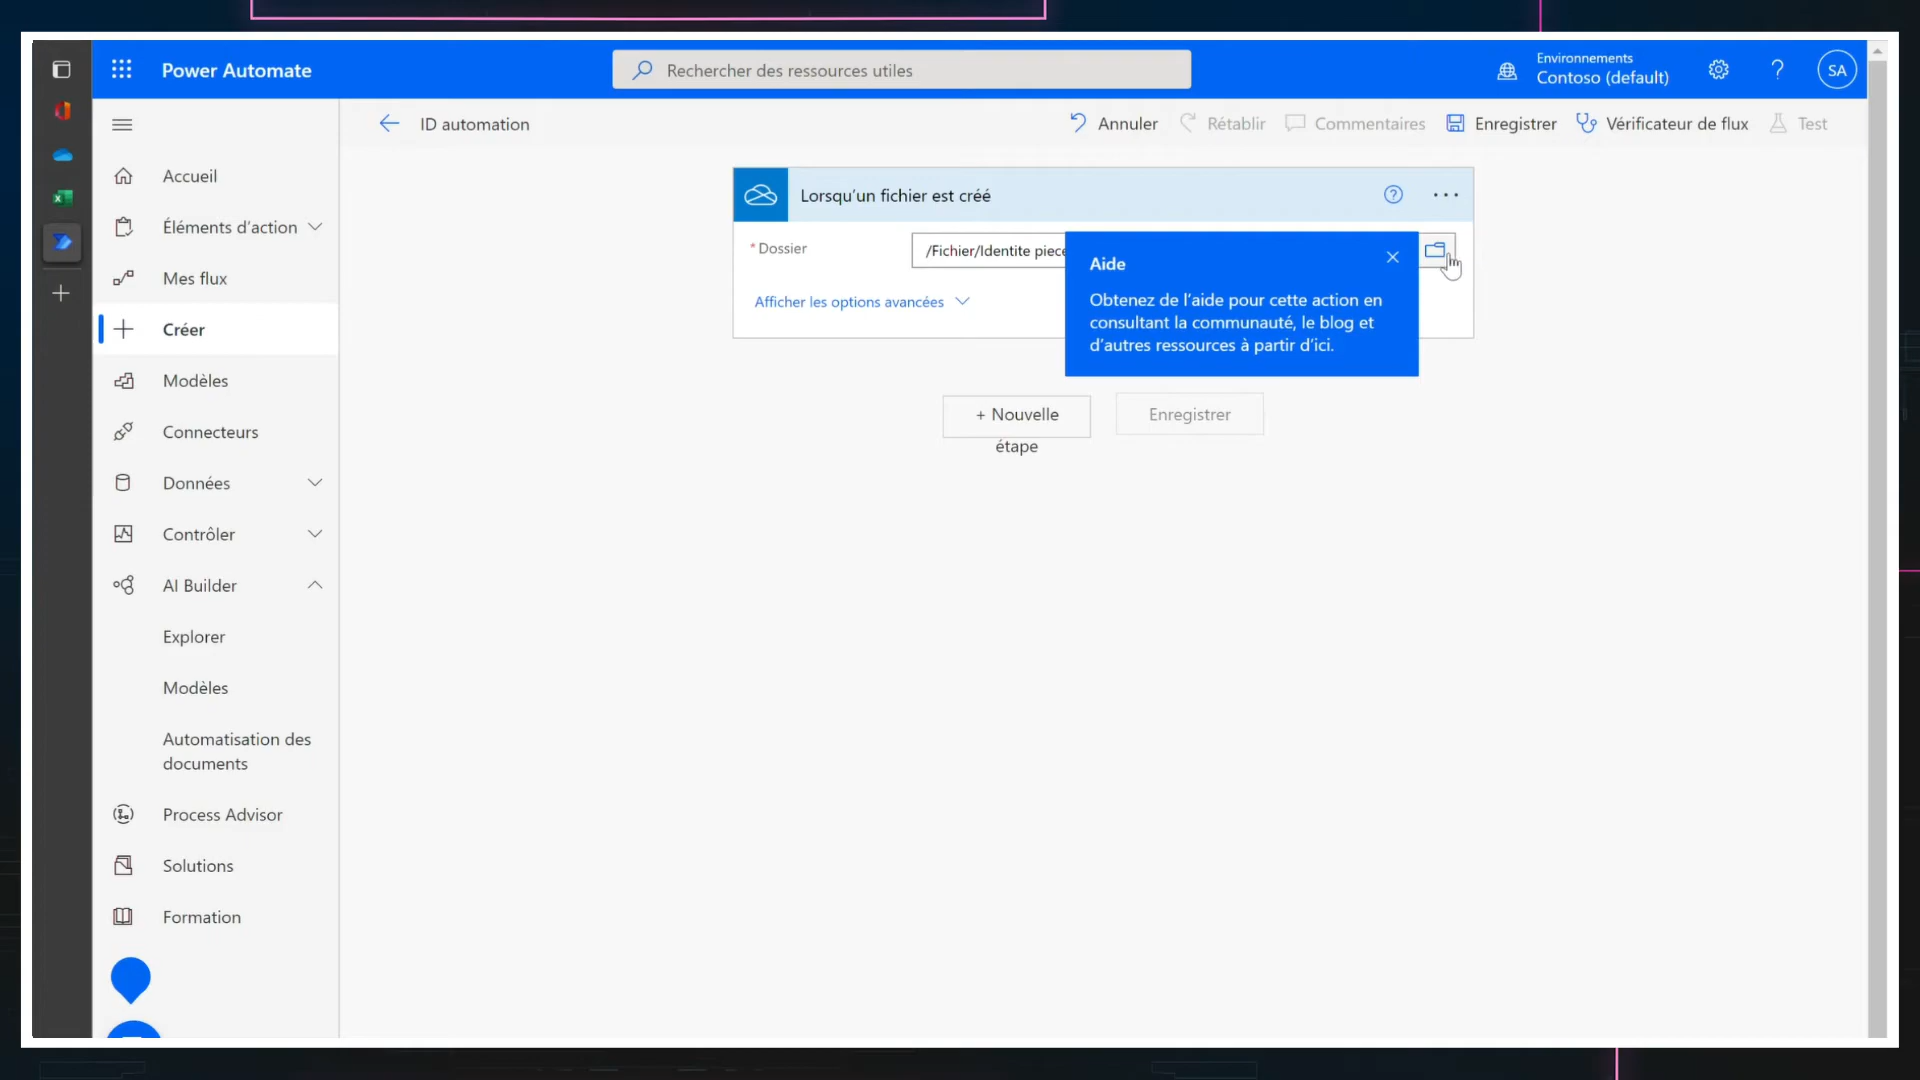 Power Automate
Rechercher des ressources utiles
Environnements
Contoso (default)
SA
ID automation
Annuler
Rétablir
Commentaires
Enregistrer
Vérificateur de flux
Test
Accueil
Éléments d'action
Mes flux
Créer
Modèles
Connecteurs
Données
Contrôler
AI Builder
Explorer
Modèles
Automatisation des
documents
Process Advisor
Solutions
Formation
Lorsqu'un fichier est créé
* Dossier
/Fichier/Identite piece
Afficher les options avancées
Aide
Obtenez de l'aide pour cette action en
consultant la communauté, le blog et
d'autres ressources à partir d'ici.
+ Nouvelle
étape
Enregistrer